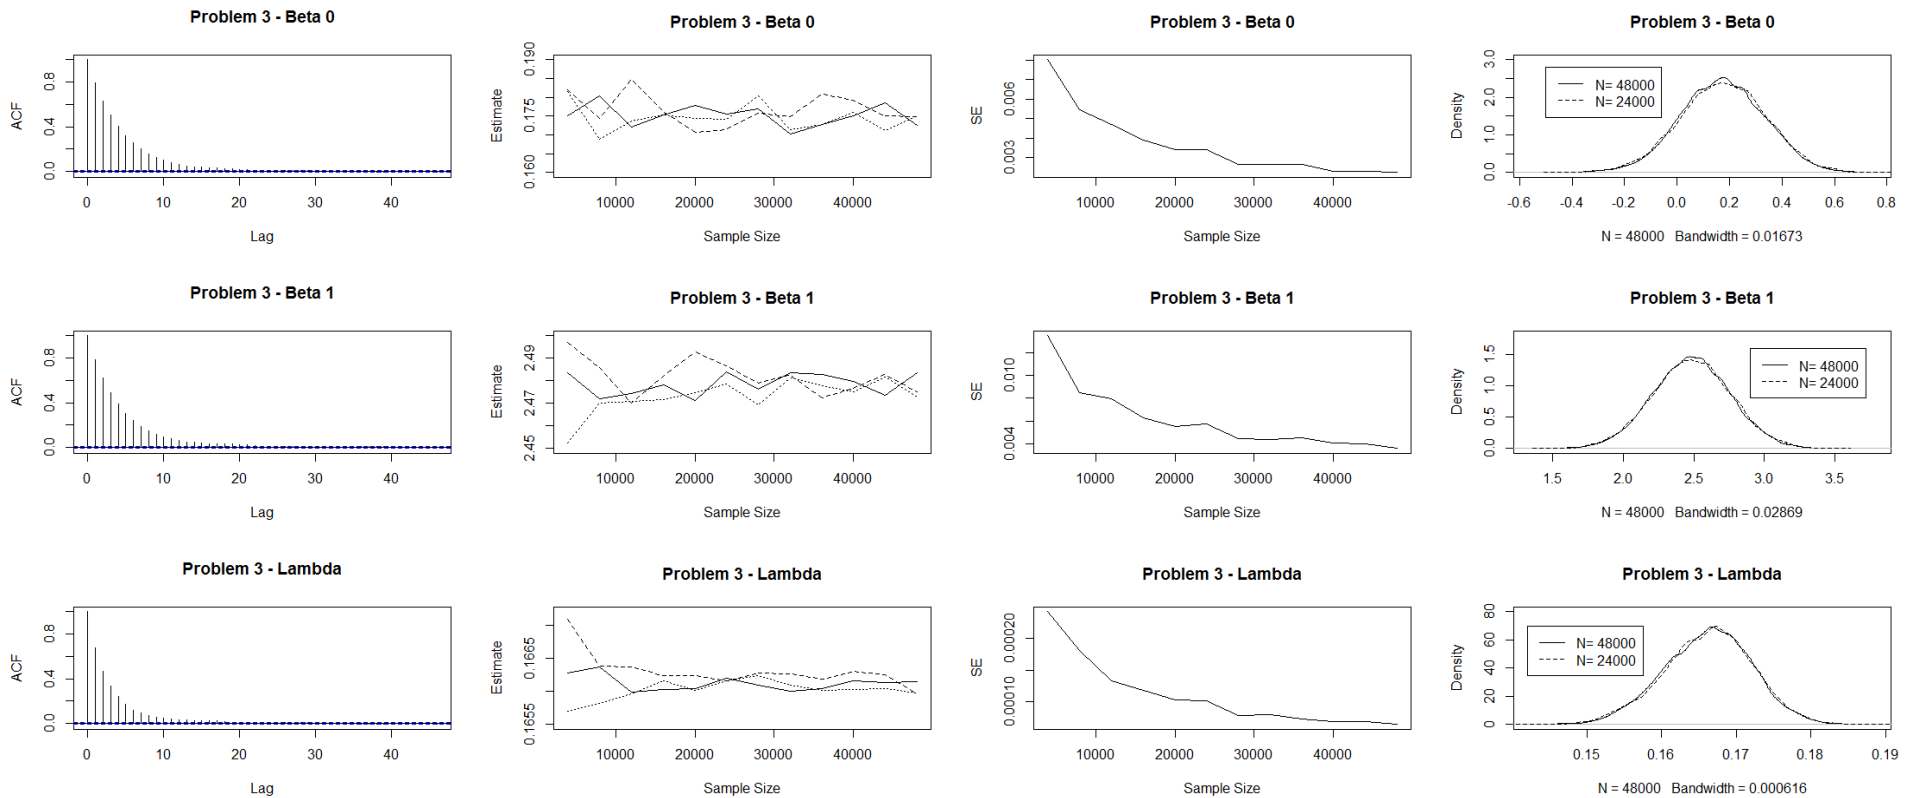 Problem 3 - Beta 0
ACF
0.0 0.4 0.8
0 10 20 30 40
Lag
Problem 3 - Beta 0
Estimate
0.160 0.175 0.190
10000 20000 30000 40000
Sample Size
Problem 3 - Beta 0
SE
0.003 0.006
10000 20000 30000 40000
Sample Size
Problem 3 - Beta 0
Density
0.0 1.0 2.0 3.0
N= 48000
N= 24000
-0.6 -0.2 0.0 0.2 0.4 0.6 0.8
N = 48000 Bandwidth = 0.01673
Problem 3 - Beta 1
ACF
0.0 0.4 0.8
0 10 20 30 40
Lag
Problem 3 - Beta 1
Estimate
2.45 2.47 2.49
10000 20000 30000 40000
Sample Size
Problem 3 - Beta 1
SE
0.004 0.010
10000 20000 30000 40000
Sample Size
Problem 3 - Beta 1
Density
0.0 0.5 1.0 1.5
N= 48000
N= 24000
1.5 2.0 2.5 3.0 3.5
N = 48000 Bandwidth = 0.02869
Problem 3 - Lambda
ACF
0.0 0.4 0.8
0 10 20 30 40
Lag
Problem 3 - Lambda
Estimate
0.1655 0.1665
10000 20000 30000 40000
Sample Size
Problem 3 - Lambda
SE
0.00010 0.00020
10000 20000 30000 40000
Sample Size
Problem 3 - Lambda
Density
0 20 40 60 80
N= 48000
N= 24000
0.15 0.16 0.17 0.18 0.19
N = 48000 Bandwidth = 0.000616